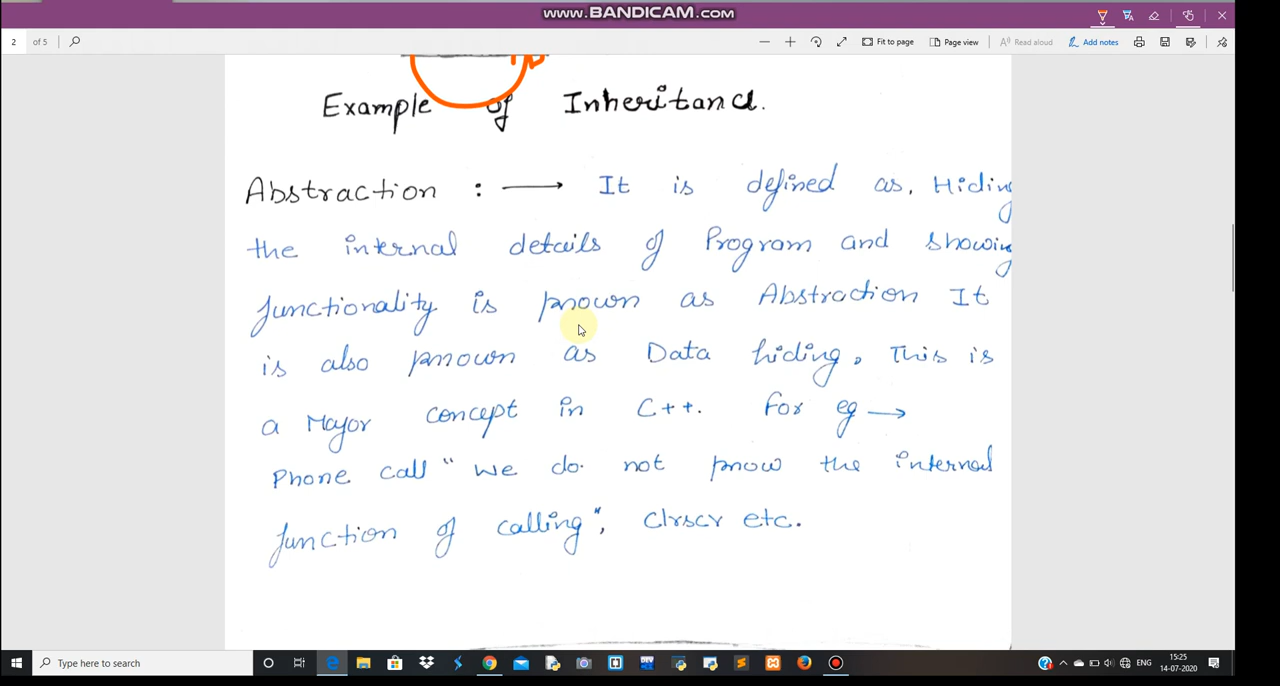 www.BANDICAM.com
2 of 5 Fit to page Page view Read aloud Add notes
Example of Inheritance.
Abstraction : → It is defined as, Hiding
the internal details of Program and showing
functionality is known as Abstraction It
is also known as Data hiding. This is
a Major concept in C++. For eg →
Phone call " We do not know the internal
function of calling", Clrscr etc.
Type here to search
ENG 15:25
14-07-2020